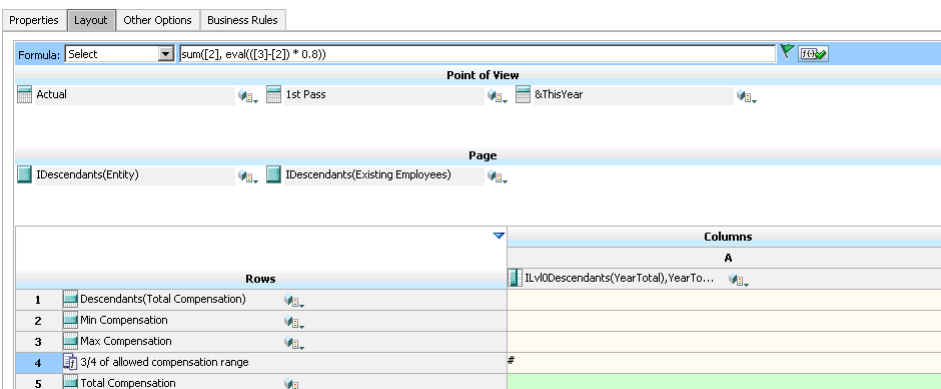 Properties Layout Other Options Business Rules
Formula: Select sum([2], eval(([3]-[2]) * 0.8))
Point of View
Actual 1st Pass &ThisYear
Page
IDescendants(Entity) IDescendants(Existing Employees)
Columns
A
Rows ILvl0Descendants(YearTotal),YearTo...
1 Descendants(Total Compensation)
2 Min Compensation
3 Max Compensation
4 3/4 of allowed compensation range #
5 Total Compensation